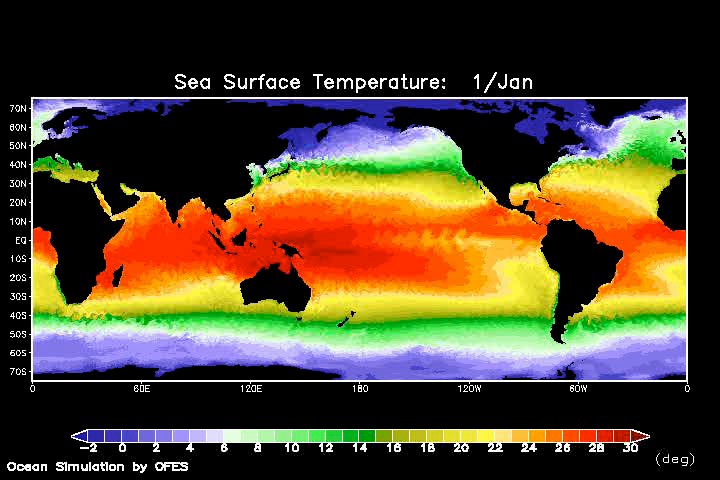 Sea Surface Temperature: 1/Jan
70N
60N
50N
40N
30N
20N
10N
EQ
10S
20S
30S
40S
50S
60S
70S
0 60E 120E 180 120W 60W 0
-2 0 2 4 6 8 10 12 14 16 18 20 22 24 26 28 30
(deg)
Ocean Simulation by OFES